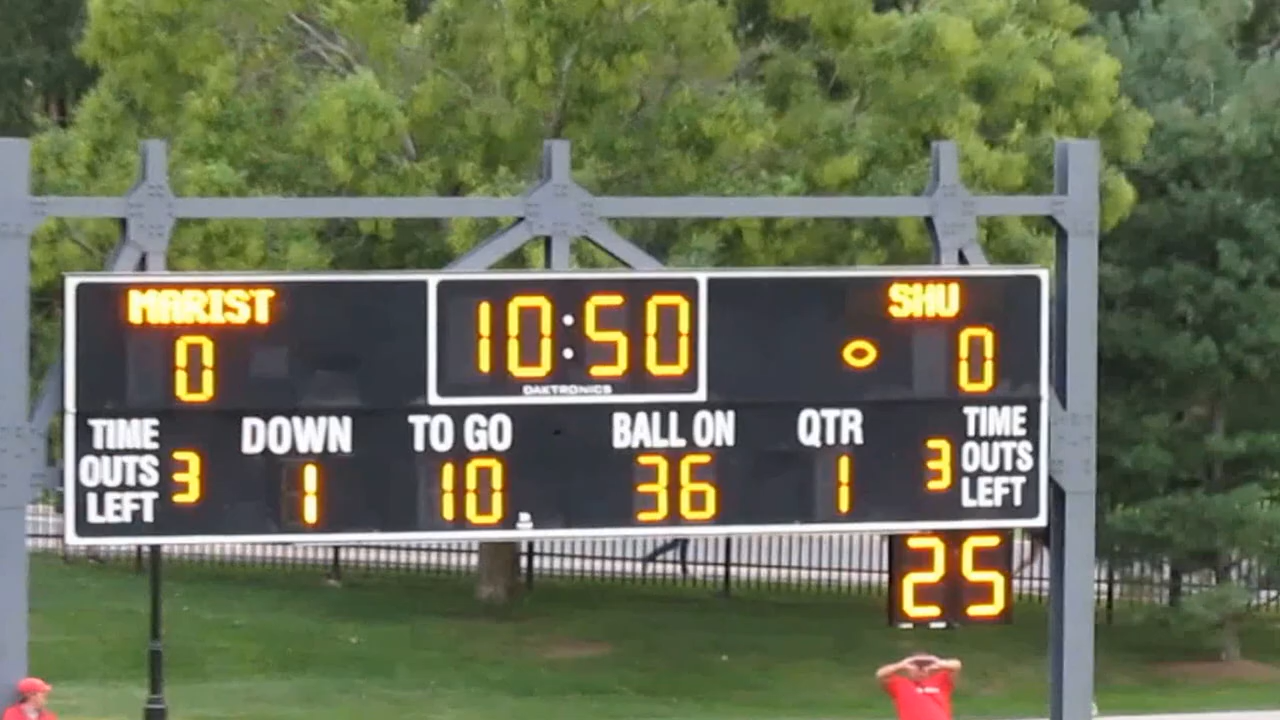 MARIST 10:50 SHU
0 0
DAKTRONICS
TIME OUTS LEFT 3
DOWN 1
TO GO 10
BALL ON 36
QTR 1
3 TIME OUTS LEFT
25